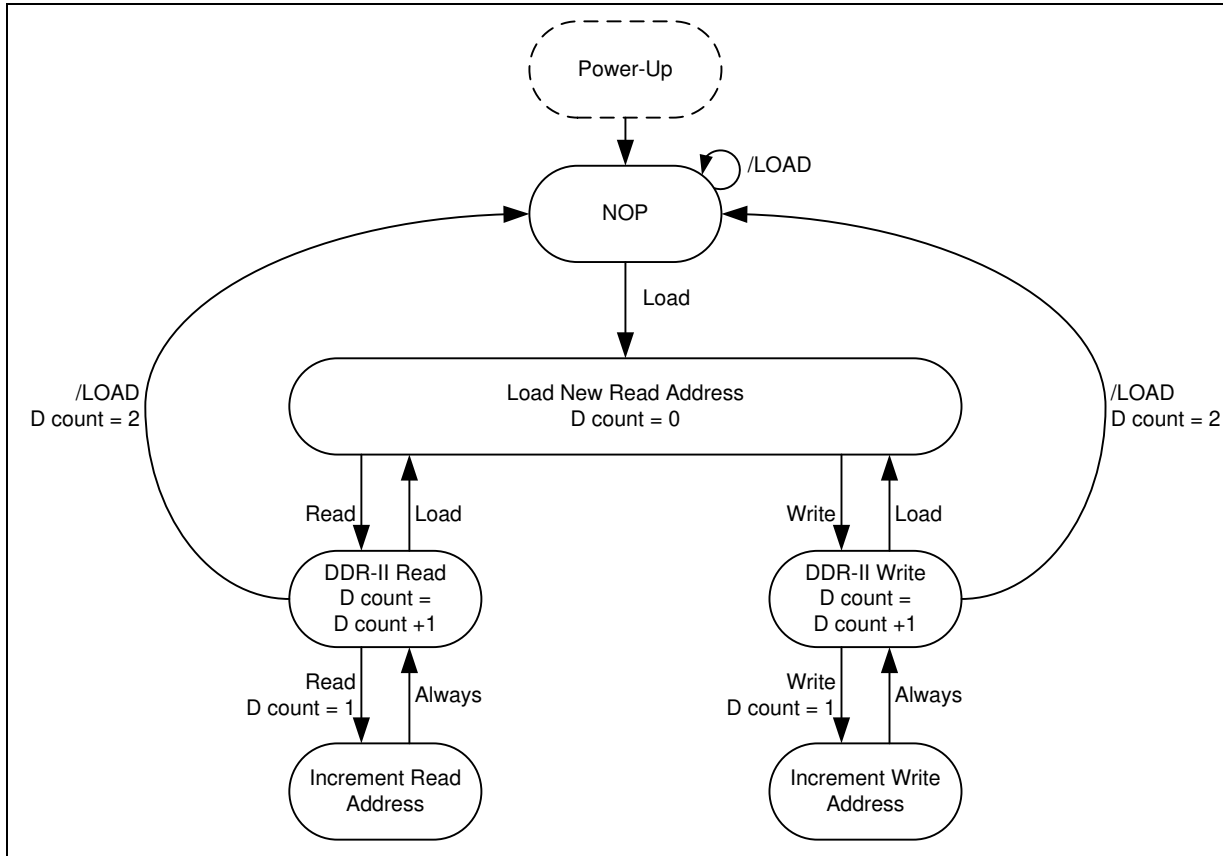 Power-Up
/LOAD
NOP
Load
/LOAD
D count = 2
Load New Read Address
D count = 0
/LOAD
D count = 2
Read
Load
Write
Load
DDR-II Read
D count =
D count +1
DDR-II Write
D count =
D count +1
Read
D count = 1
Always
Write
D count = 1
Always
Increment Read
Address
Increment Write
Address